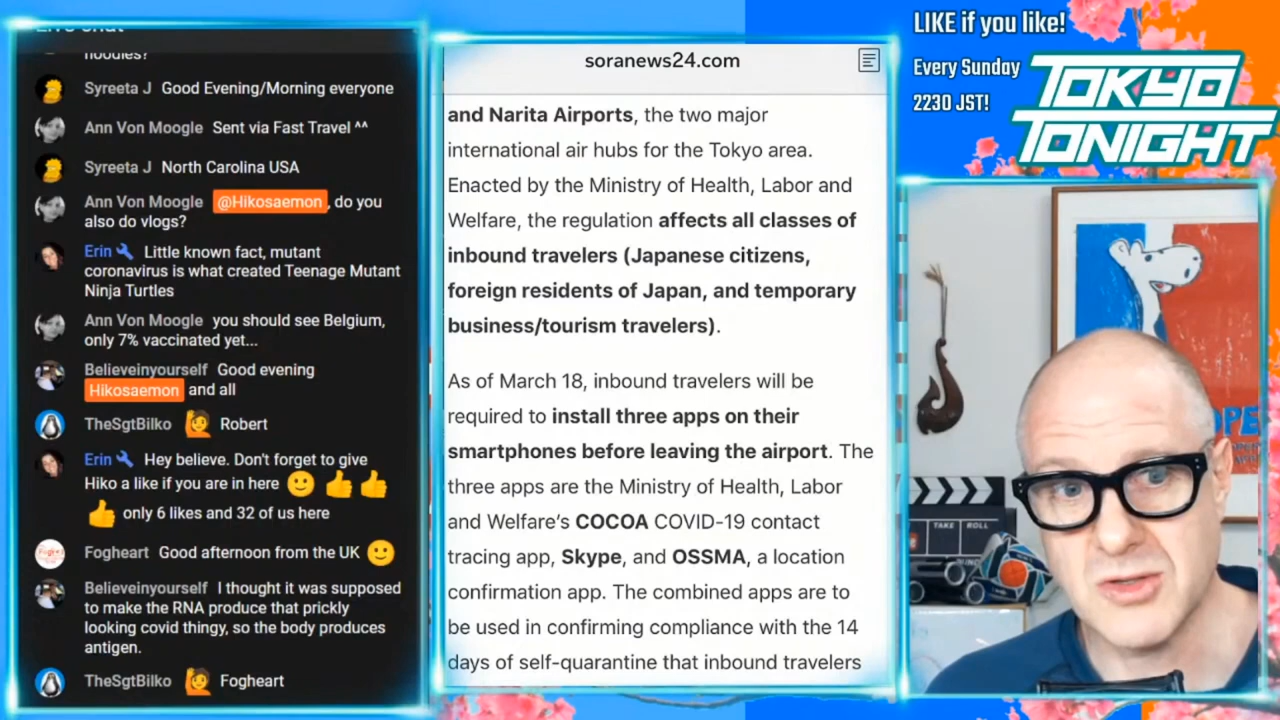 Live chat
noodles?
Syreeta J Good Evening/Morning everyone
Ann Von Moogle Sent via Fast Travel ^^
Syreeta J North Carolina USA
Ann Von Moogle @Hikosaemon, do you
also do vlogs?
Erin Little known fact, mutant
coronavirus is what created Teenage Mutant
Ninja Turtles
Ann Von Moogle you should see Belgium,
only 7% vaccinated yet...
Believeinyourself Good evening
Hikosaemon and all
TheSgtBilko 🙋 Robert
Erin Hey believe. Don't forget to give
Hiko a like if you are in here 🙂 👍 👍
👍 only 6 likes and 32 of us here
Fogheart Good afternoon from the UK 🙂
Believeinyourself I thought it was supposed
to make the RNA produce that prickly
looking covid thingy, so the body produces
antigen.
TheSgtBilko 🙋 Fogheart
soranews24.com
and Narita Airports, the two major
international air hubs for the Tokyo area.
Enacted by the Ministry of Health, Labor and
Welfare, the regulation affects all classes of
inbound travelers (Japanese citizens,
foreign residents of Japan, and temporary
business/tourism travelers).
As of March 18, inbound travelers will be
required to install three apps on their
smartphones before leaving the airport. The
three apps are the Ministry of Health, Labor
and Welfare's COCOA COVID-19 contact
tracing app, Skype, and OSSMA, a location
confirmation app. The combined apps are to
be used in confirming compliance with the 14
days of self-quarantine that inbound travelers
LIKE if you like!
Every Sunday
2230 JST!
TOKYO
TONIGHT
TAKE ROLL